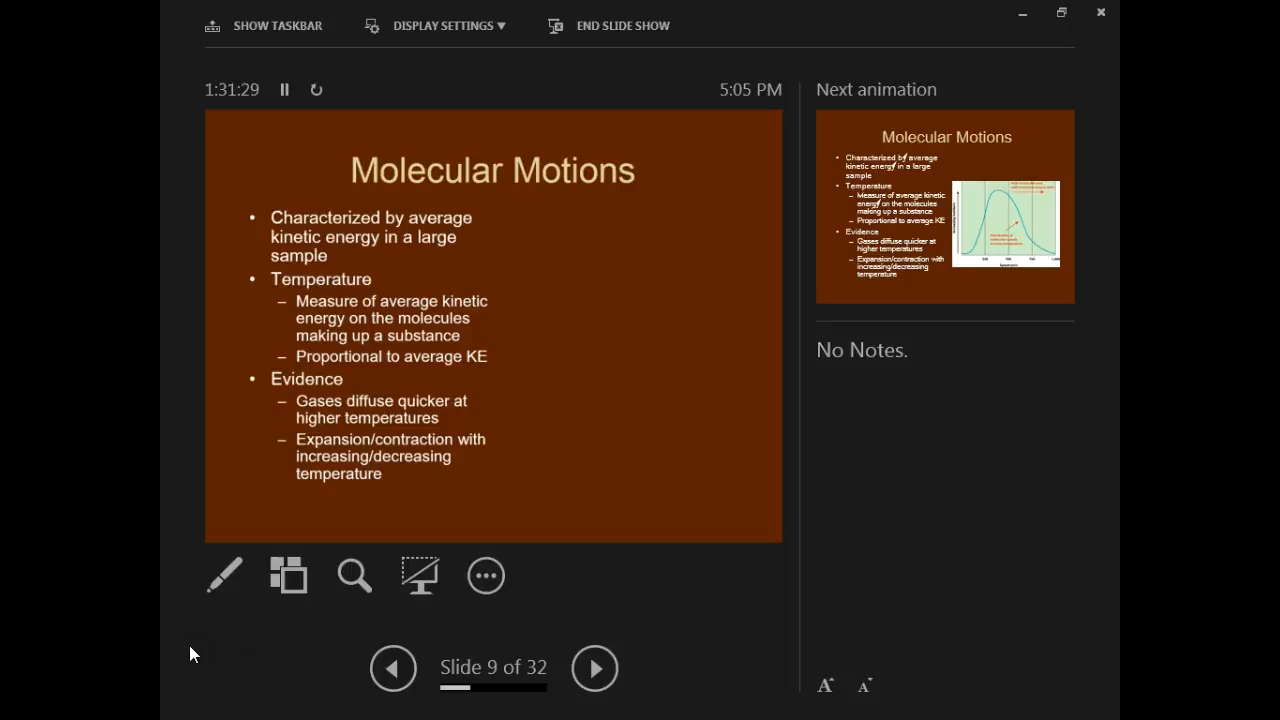 SHOW TASKBAR
DISPLAY SETTINGS
END SLIDE SHOW
1:31:29
5:05 PM
Next animation
Molecular Motions
• Characterized by average
kinetic energy in a large
sample
• Temperature
– Measure of average kinetic
energy on the molecules
making up a substance
– Proportional to average KE
• Evidence
– Gases diffuse quicker at
higher temperatures
– Expansion/contraction with
increasing/decreasing
temperature
Molecular Motions
• Characterized by average
kinetic energy in a large
sample
• Temperature
– Measure of average kinetic
energy on the molecules
making up a substance
– Proportional to average KE
• Evidence
– Gases diffuse quicker at
higher temperatures
– Expansion/contraction with
increasing/decreasing
temperature
No Notes.
Slide 9 of 32
A A